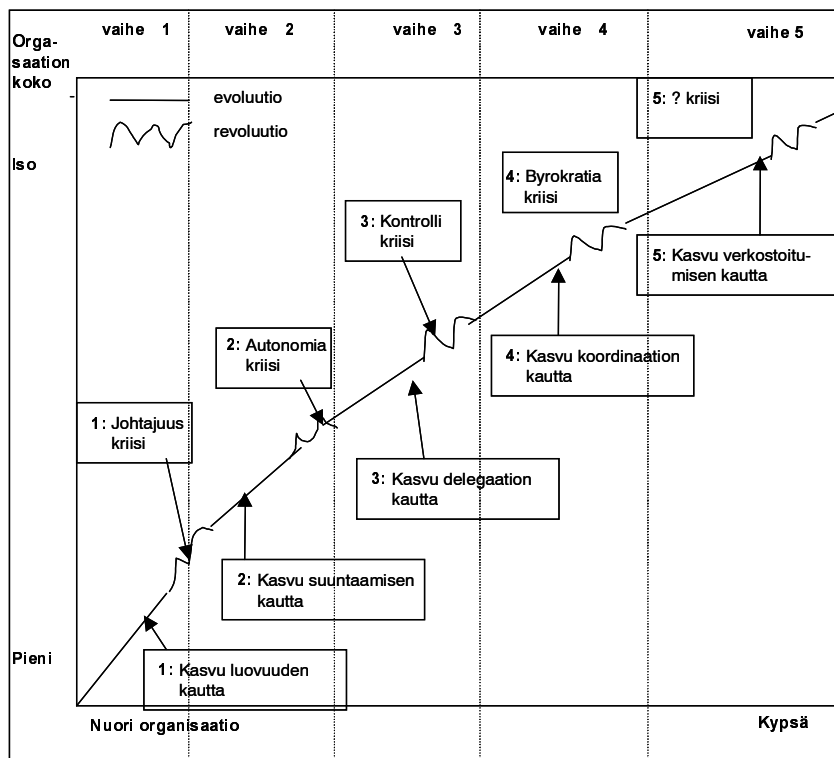 vaihe 1
vaihe 2
vaihe 3
vaihe 4
vaihe 5
Orga-
saation
koko
evoluutio
revoluutio
Iso
5: ? kriisi
4: Byrokratia
kriisi
3: Kontrolli
kriisi
5: Kasvu verkostoitu-
misen kautta
2: Autonomia
kriisi
4: Kasvu koordinaation
kautta
1: Johtajuus
kriisi
3: Kasvu delegaation
kautta
2: Kasvu suuntaamisen
kautta
Pieni
1: Kasvu luovuuden
kautta
Nuori organisaatio
Kypsä